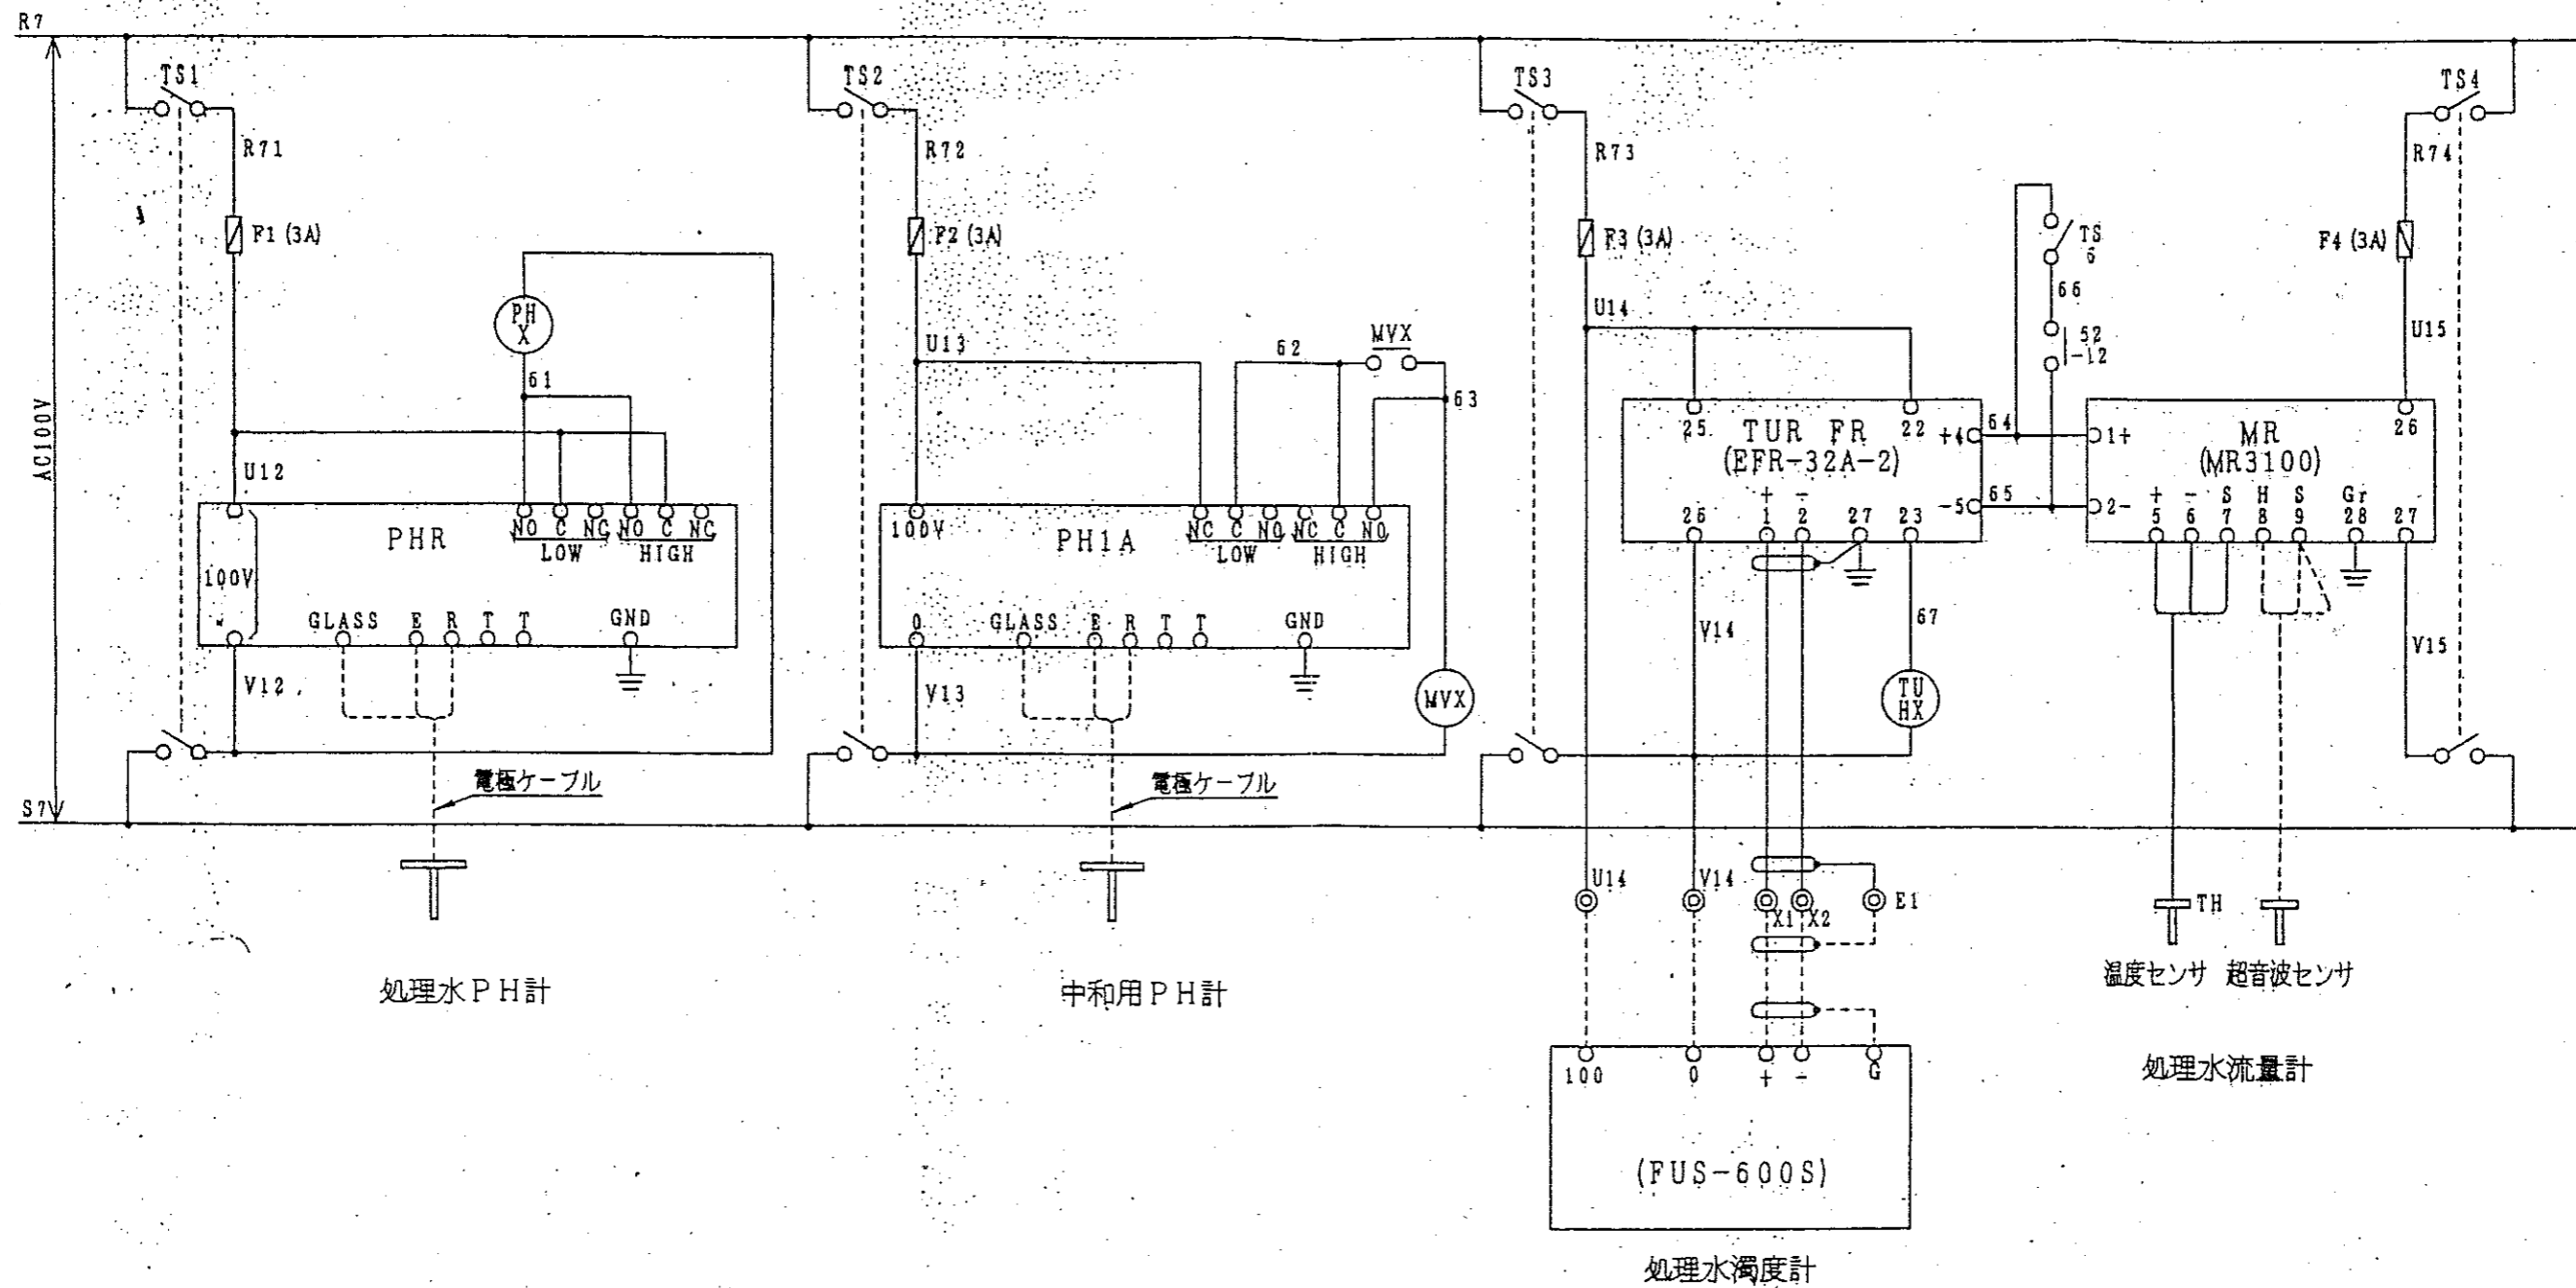 R7
AC100V
S7
TS1
R71
F1 (3A)
PH
X
61
U12
100V
PHR
NO C NC NO C NC
LOW HIGH
GLASS E R T T GND
V12
電極ケーブル
処理水PH計
TS2
R72
F2 (3A)
U13
62
MVX
63
100V
PH1A
NC C NO NC C NO
LOW HIGH
0 GLASS E R T T GND
V13
MVX
電極ケーブル
中和用PH計
TS3
R73
F3 (3A)
U14
25 TUR FR 22 +4
(EFR-32A-2)
-5
26 + 1 - 2 27 23
64
65
V14
67
TU
HX
U14 V14 X1 X2 E1
100 0 + - G
(FUS-600S)
処理水濁度計
TS
6
66
52
-12
TS4
R74
F4 (3A)
U15
1+ MR 26
(MR3100)
2-
+ - S H S Gr
5 6 7 8 9 28 27
V15
TH
温度センサ 超音波センサ
処理水流量計